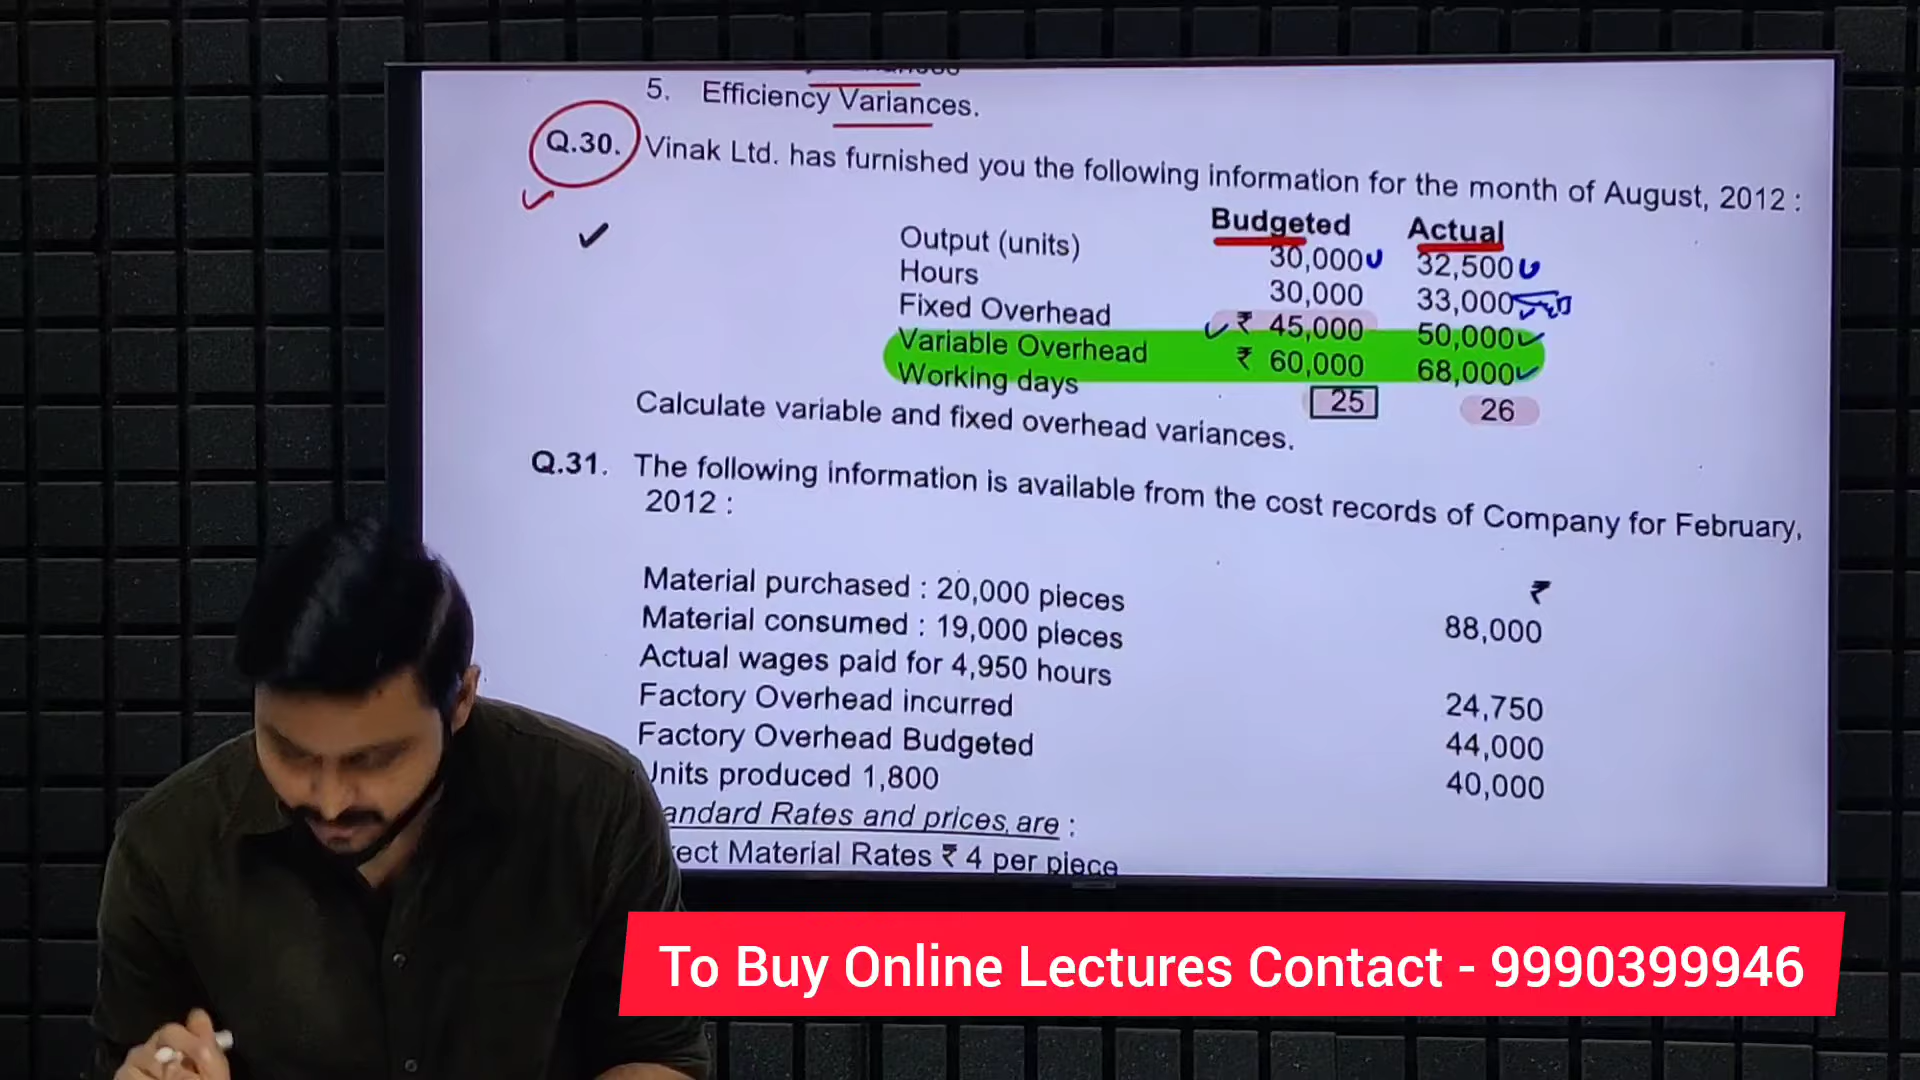 5. Efficiency Variances.
Q.30. Vinak Ltd. has furnished you the following information for the month of August, 2012 :
Budgeted Actual
Output (units) 30,000 32,500
Hours 30,000 33,000
Fixed Overhead ₹ 45,000 50,000
Variable Overhead ₹ 60,000 68,000
Working days 25 26
Calculate variable and fixed overhead variances.
Q.31. The following information is available from the cost records of Company for February,
2012 :
₹
Material purchased : 20,000 pieces 88,000
Material consumed : 19,000 pieces
Actual wages paid for 4,950 hours 24,750
Factory Overhead incurred 44,000
Factory Overhead Budgeted 40,000
Units produced 1,800
andard Rates and prices are :
rect Material Rates ₹ 4 per piece
To Buy Online Lectures Contact - 9990399946